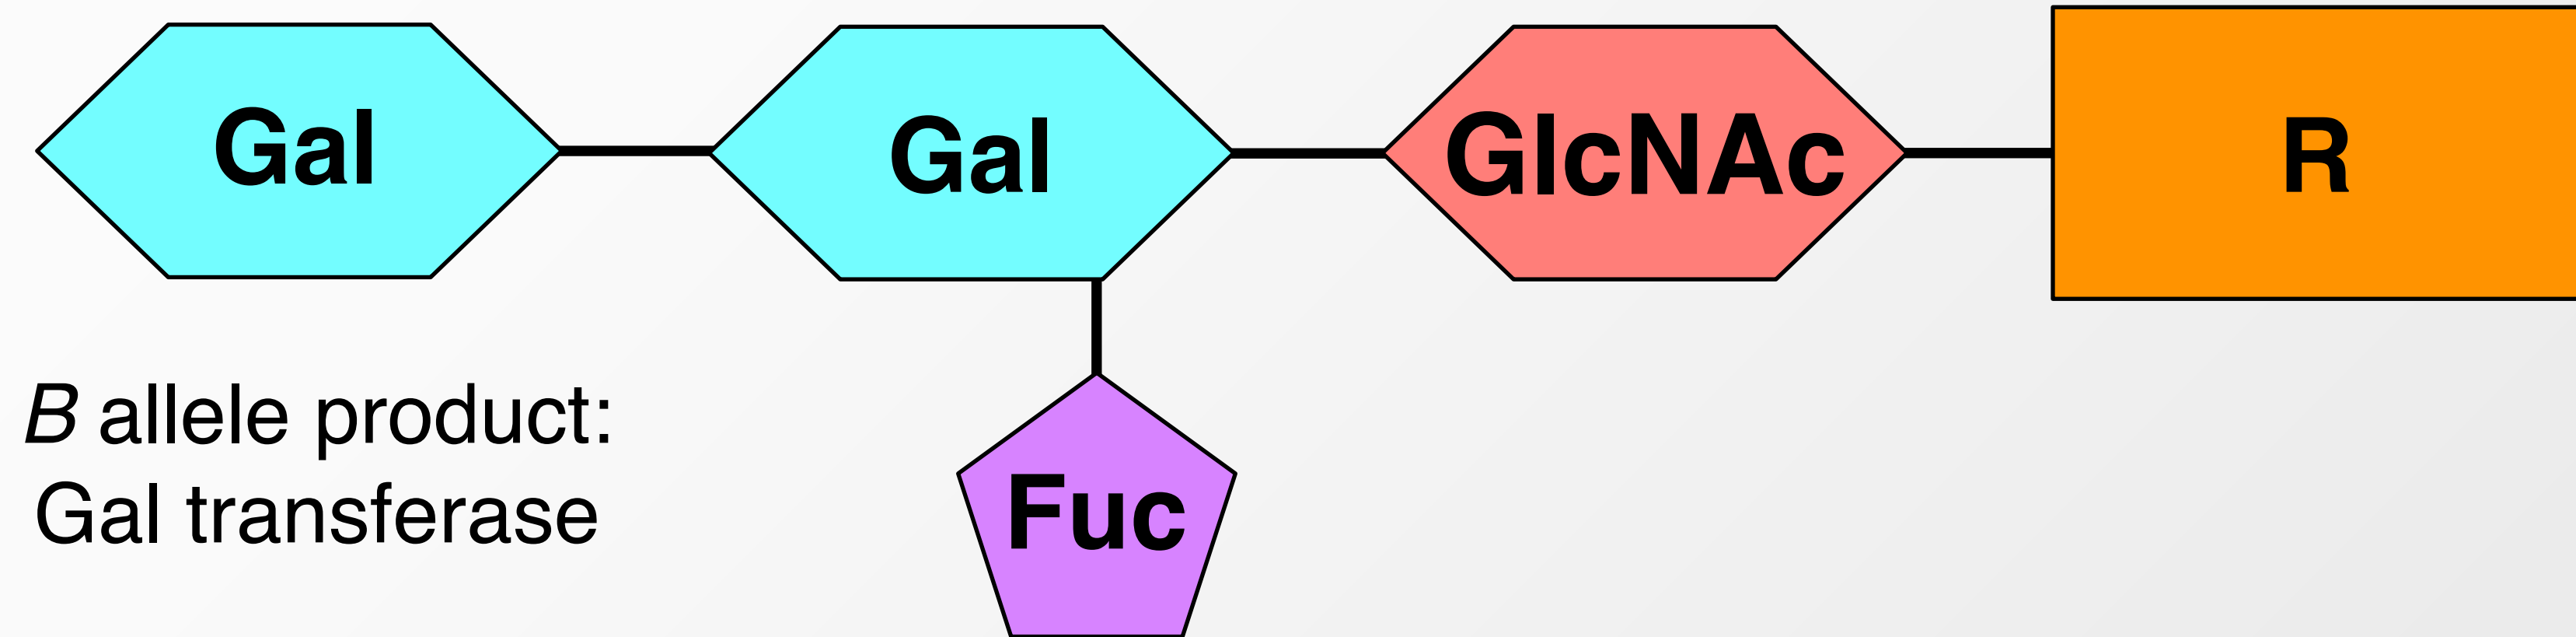 Gal
Gal
GlcNAc
R
B allele product:
Gal transferase
Fuc